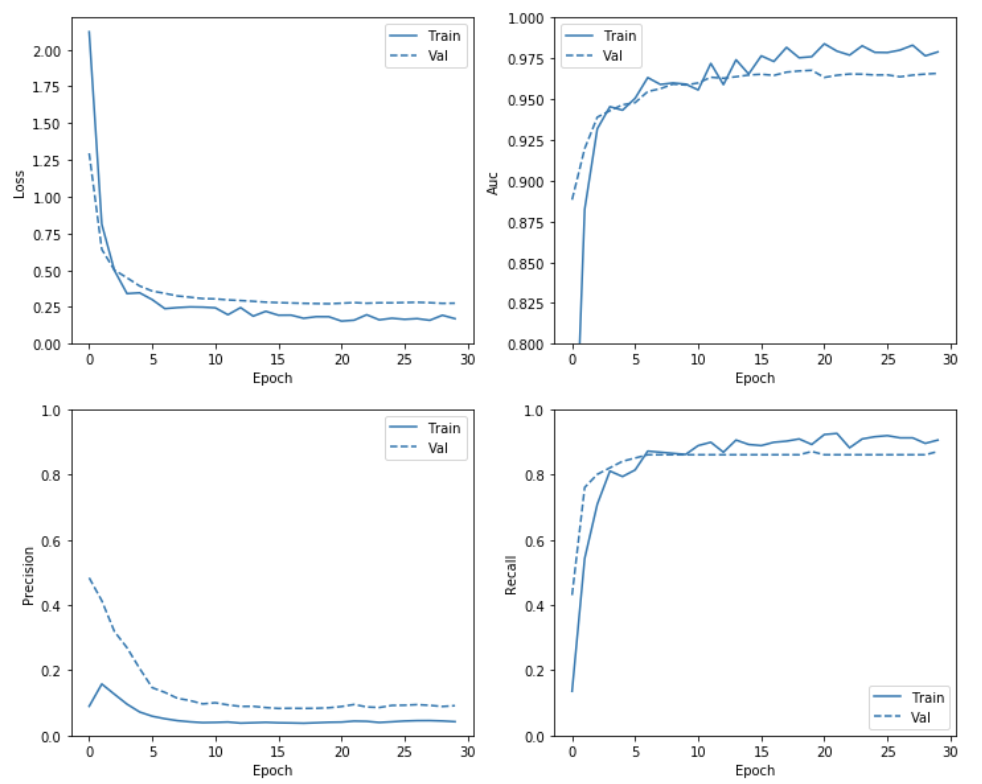 Train
Val
2.00
1.75
1.50
1.25
1.00
0.75
0.50
0.25
0.00
Loss
0 5 10 15 20 25 30
Epoch
Train
Val
1.000
0.975
0.950
0.925
0.900
0.875
0.850
0.825
0.800
Auc
0 5 10 15 20 25 30
Epoch
Train
Val
1.0
0.8
0.6
0.4
0.2
0.0
Precision
0 5 10 15 20 25 30
Epoch
1.0
0.8
0.6
0.4
0.2
0.0
Recall
Train
Val
0 5 10 15 20 25 30
Epoch